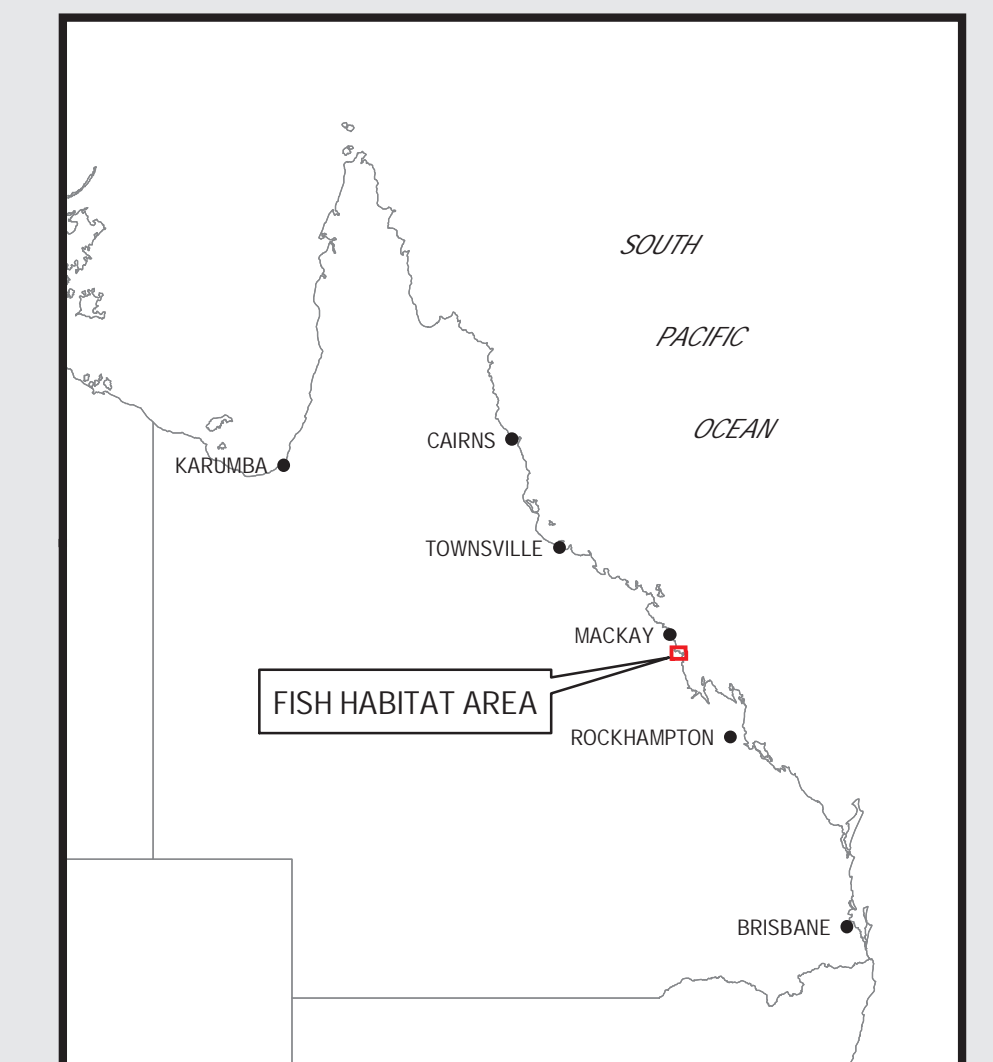 SOUTH
PACIFIC
OCEAN
CAIRNS
KARUMBA
TOWNSVILLE
MACKAY
FISH HABITAT AREA
ROCKHAMPTON
BRISBANE